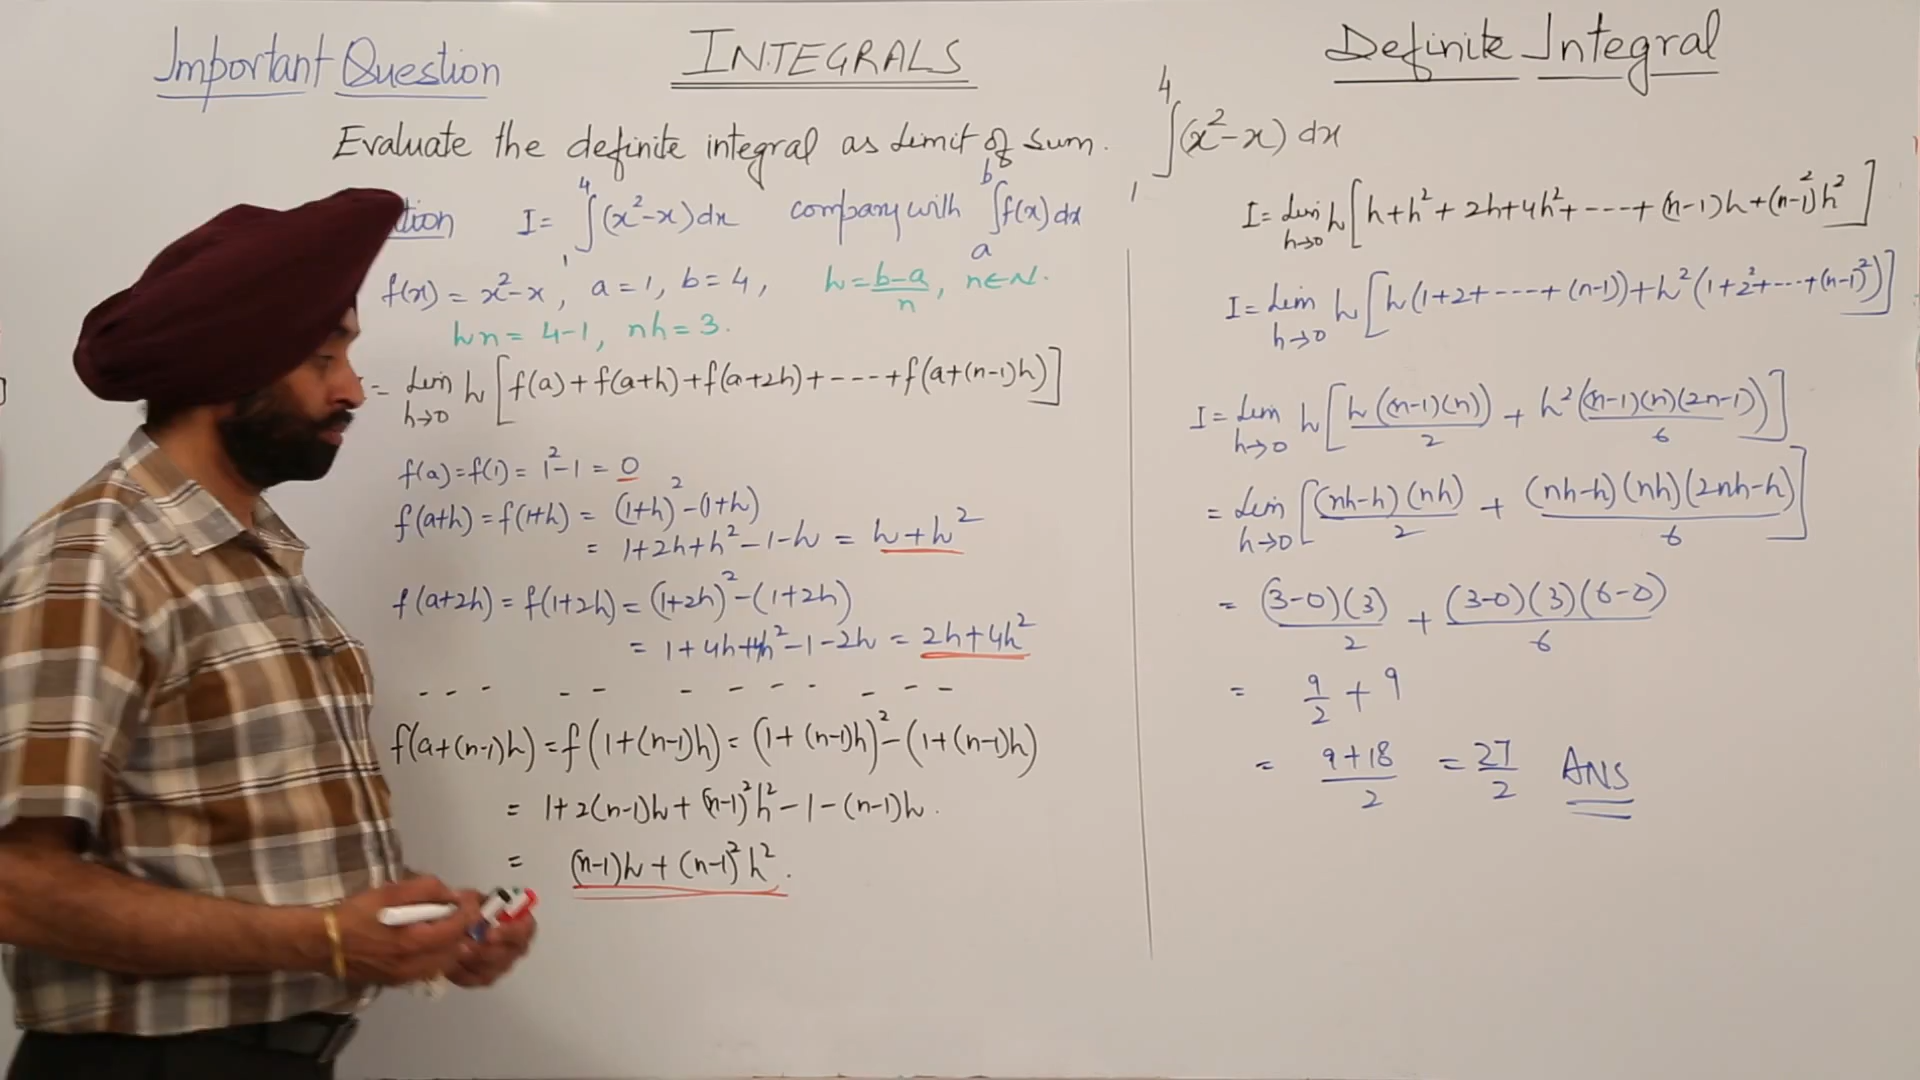 Important Question
INTEGRALS
Definite Integral
Evaluate the definite integral as Limit of Sum. ∫₁⁴ (x²-x) dx
I = ∫₁⁴ (x²-x) dx compary with ∫ₐᵇ f(x) dx
f(x) = x²-x, a=1, b=4, h = (b-a)/n, n∈N.
hn = 4-1, nh = 3.
= Lim h→0 h [f(a)+f(a+h)+f(a+2h)+----+f(a+(n-1)h)]
f(a)=f(1)= 1²-1 = 0
f(a+h) = f(1+h) = (1+h)²-(1+h)
= 1+2h+h²-1-h = h+h²
f(a+2h) = f(1+2h) = (1+2h)²-(1+2h)
= 1+4h+4h²-1-2h = 2h+4h²
--- -- ---- ---
f(a+(n-1)h) = f(1+(n-1)h) = (1+(n-1)h)²-(1+(n-1)h)
= 1+2(n-1)h+(n-1)²h²-1-(n-1)h.
= (n-1)h+(n-1)²h².
I = Lim h→0 h [h+h²+2h+4h²+----+(n-1)h+(n-1)²h²]
I = Lim h→0 h [h(1+2+----+(n-1))+h²(1+2²+----+(n-1)²)]
I = Lim h→0 h [h((n-1)(n))/2 + h²((n-1)(n)(2n-1))/6]
= Lim h→0 [(nh-h)(nh)/2 + (nh-h)(nh)(2nh-h)/6]
= (3-0)(3)/2 + (3-0)(3)(6-0)/6
= 9/2 + 9
= (9+18)/2 = 27/2 ANS